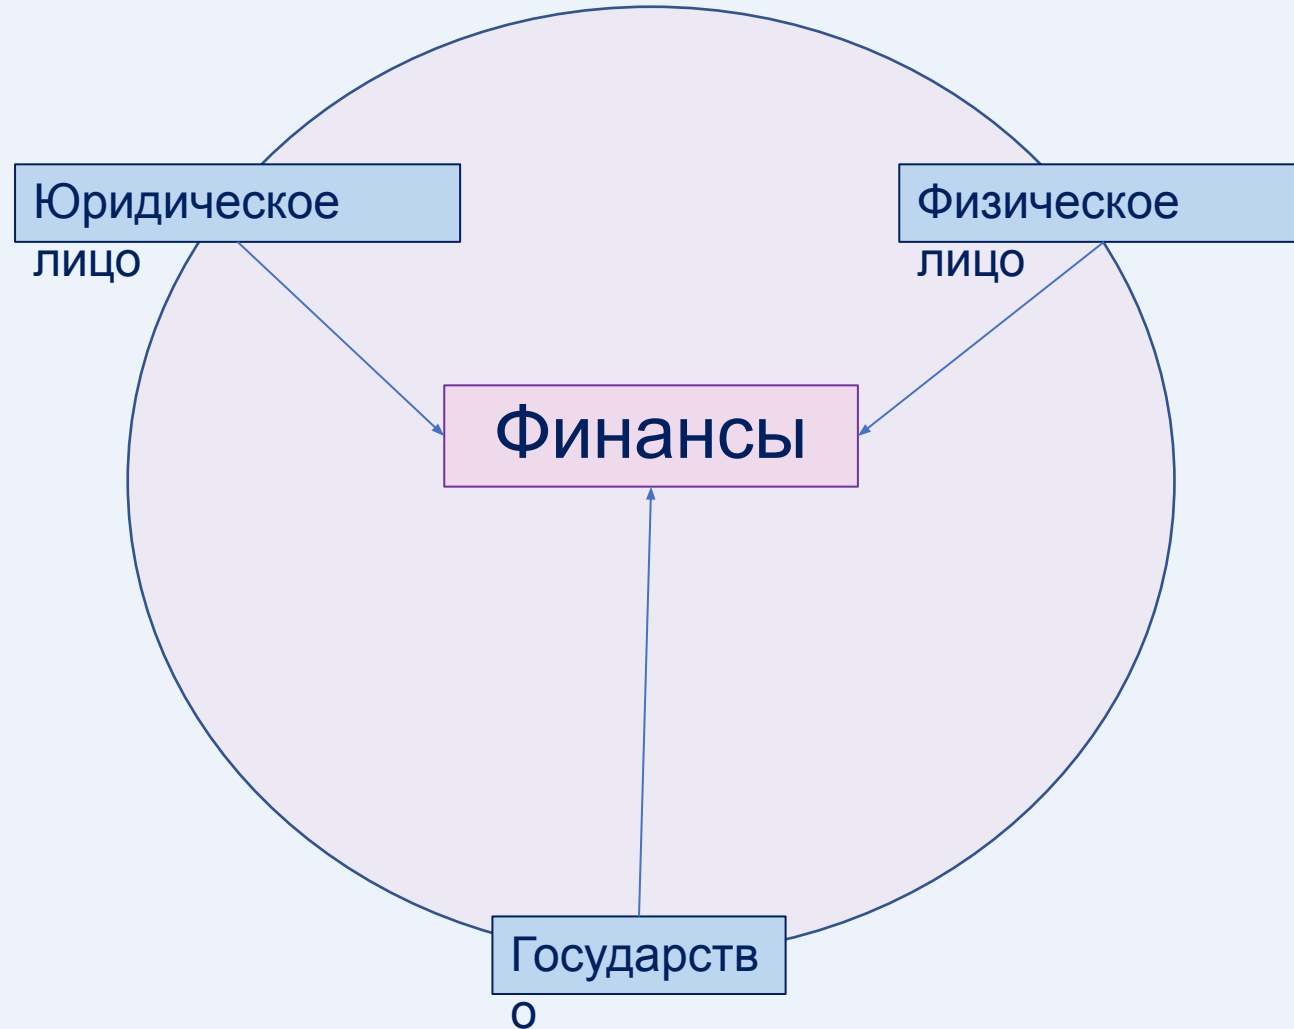 Юридическое
лицо
Физическое
лицо
Финансы
Государств
о